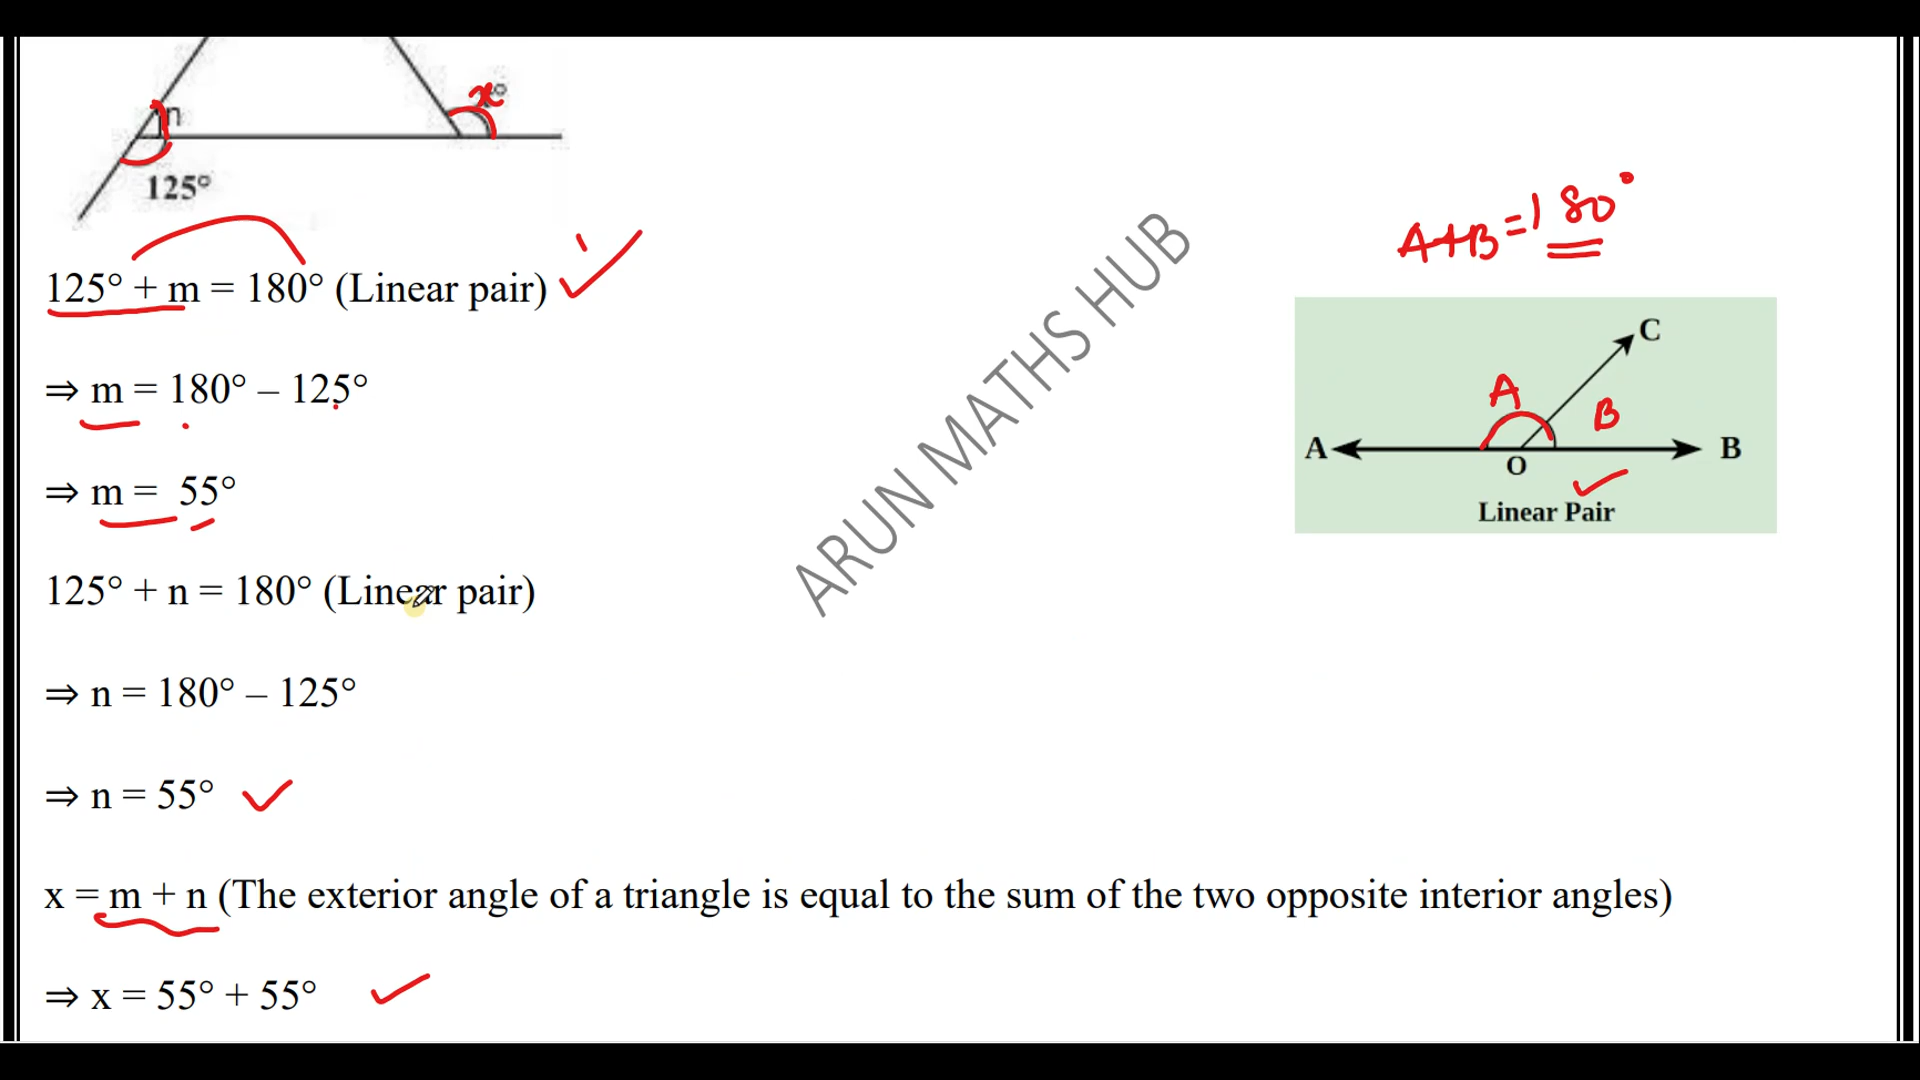 n
x°
125°
125° + m = 180° (Linear pair)
⇒ m = 180° – 125°
⇒ m = 55°
125° + n = 180° (Linear pair)
⇒ n = 180° – 125°
⇒ n = 55°
x = m + n (The exterior angle of a triangle is equal to the sum of the two opposite interior angles)
⇒ x = 55° + 55°
ARUN MATHS HUB
A+B=180°
C
A
B
A
O
B
Linear Pair